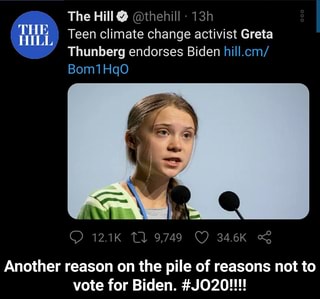 THE
HILL
The Hill @thehill · 13h
Teen climate change activist Greta
Thunberg endorses Biden hill.cm/
Bom1HqO
12.1K 9,749 34.6K
Another reason on the pile of reasons not to
vote for Biden. #JO20!!!!